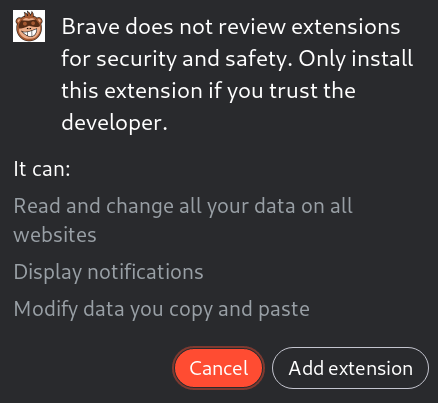 Brave does not review extensions
for security and safety. Only install
this extension if you trust the
developer.
It can:
Read and change all your data on all
websites
Display notifications
Modify data you copy and paste
Cancel
Add extension